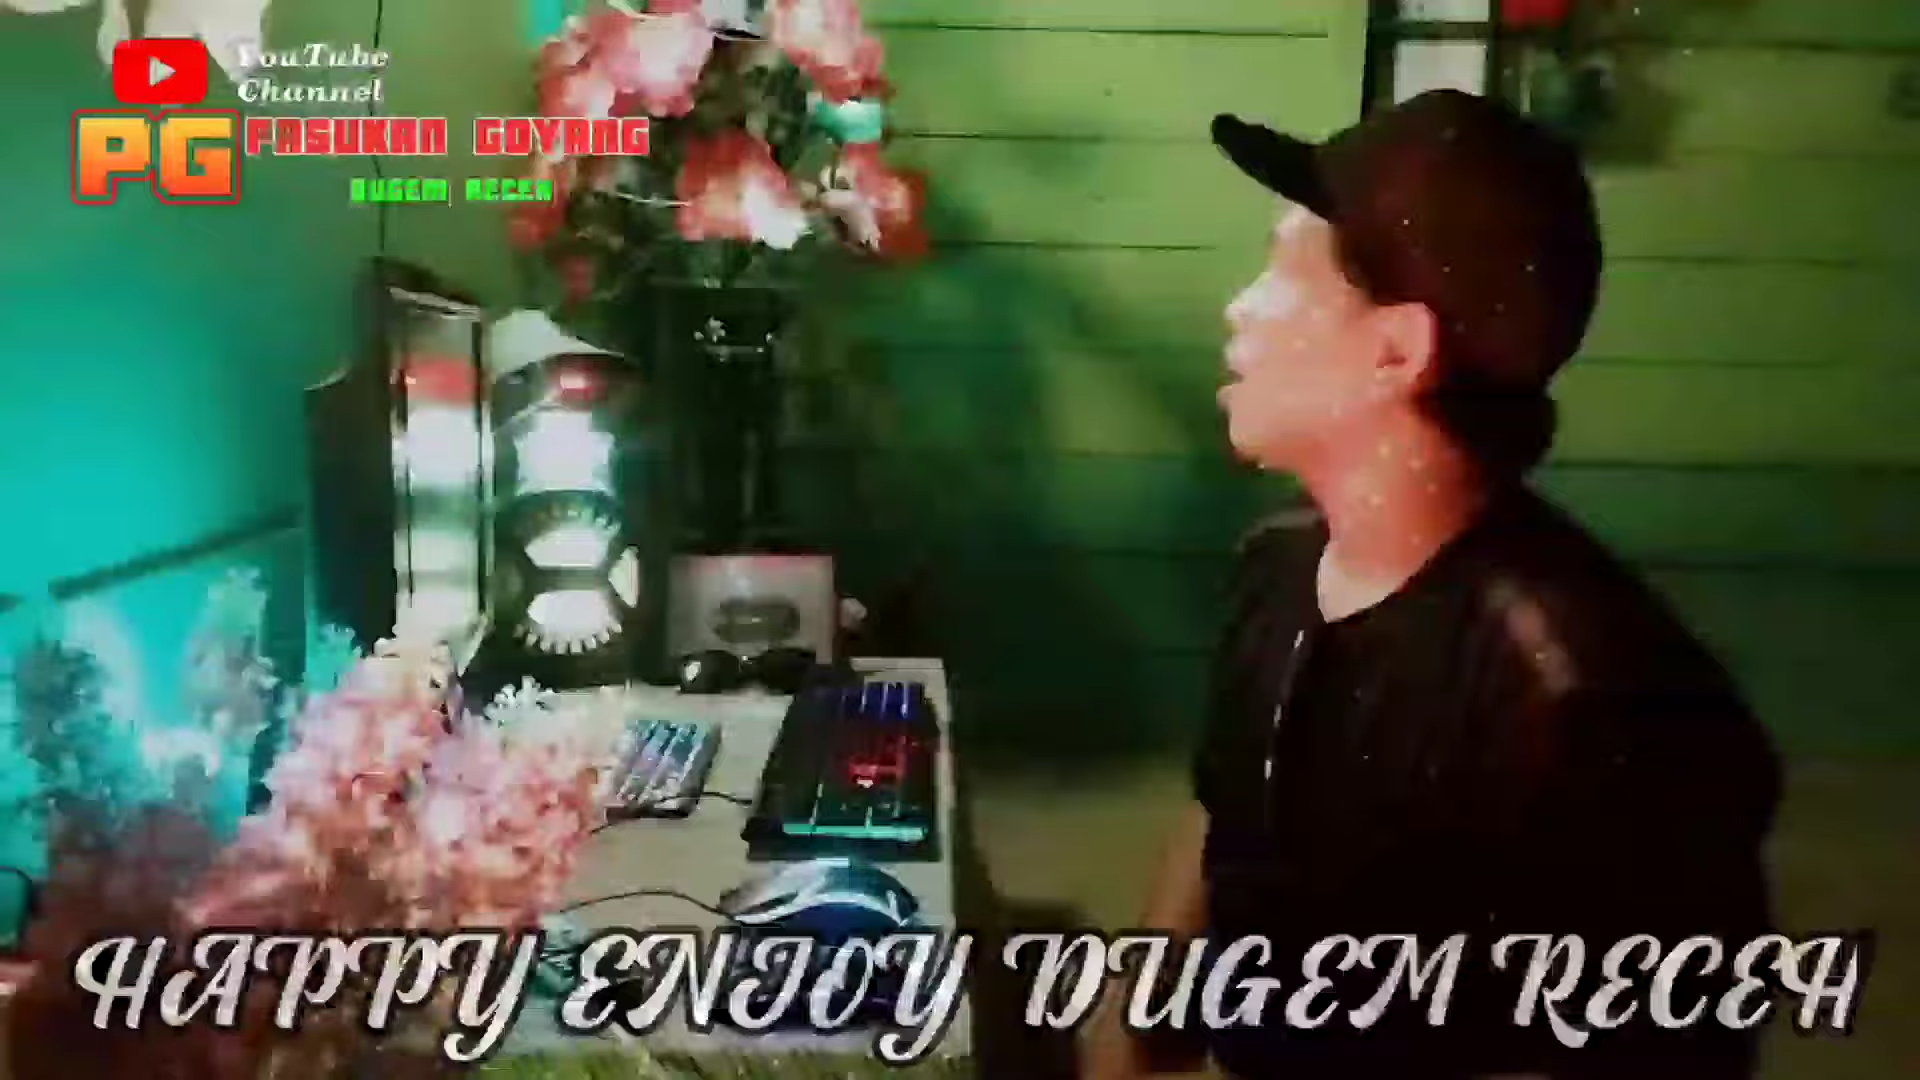 YouTube
Channel
PG PASUKAN GOYANG
DUGEM RECEH
HAPPY ENJOY DUGEM RECEH